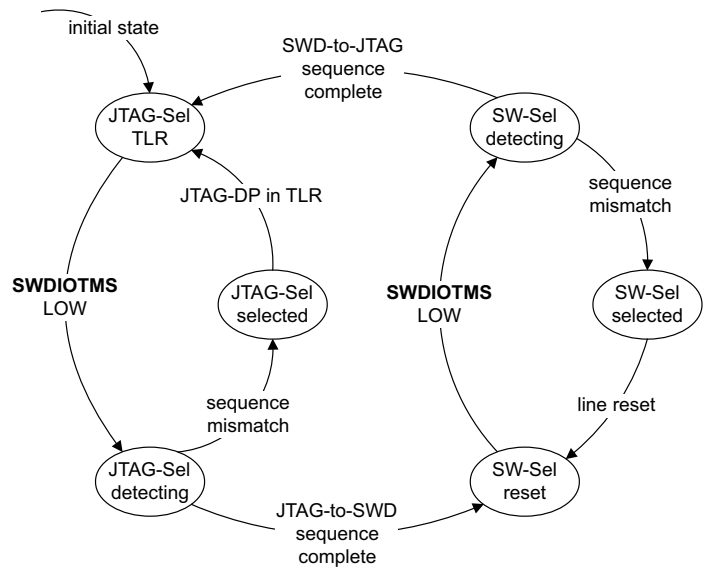 initial state
SWD-to-JTAG
sequence
complete
JTAG-Sel
TLR
SW-Sel
detecting
sequence
mismatch
JTAG-DP in TLR
SWDIOTMS
LOW
JTAG-Sel
selected
SWDIOTMS
LOW
SW-Sel
selected
sequence
mismatch
line reset
JTAG-Sel
detecting
SW-Sel
reset
JTAG-to-SWD
sequence
complete